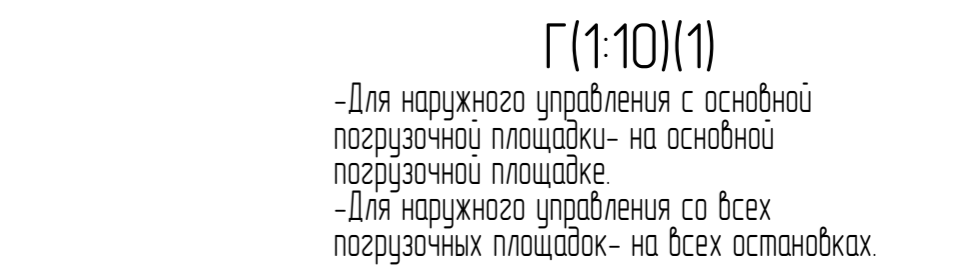 Г(1:10)(1)
-Для наружного управления с основной
погрузочной площадки- на основной
погрузочной площадке.
-Для наружного управления со всех
погрузочных площадок- на всех остановках.